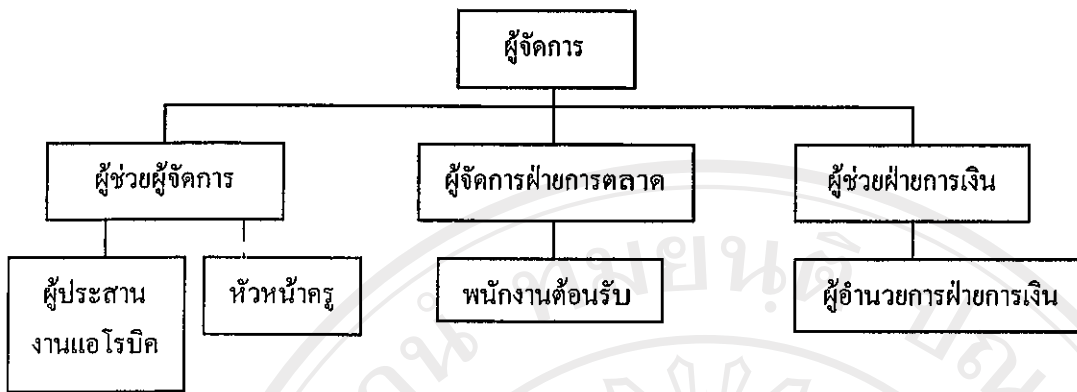 ผู้จัดการ
ผู้ช่วยผู้จัดการ
ผู้จัดการฝ่ายการตลาด
ผู้ช่วยฝ่ายการเงิน
ผู้ประสาน
งานแอโรบิค
หัวหน้าครู
พนักงานต้อนรับ
ผู้อำนวยการฝ่ายการเงิน